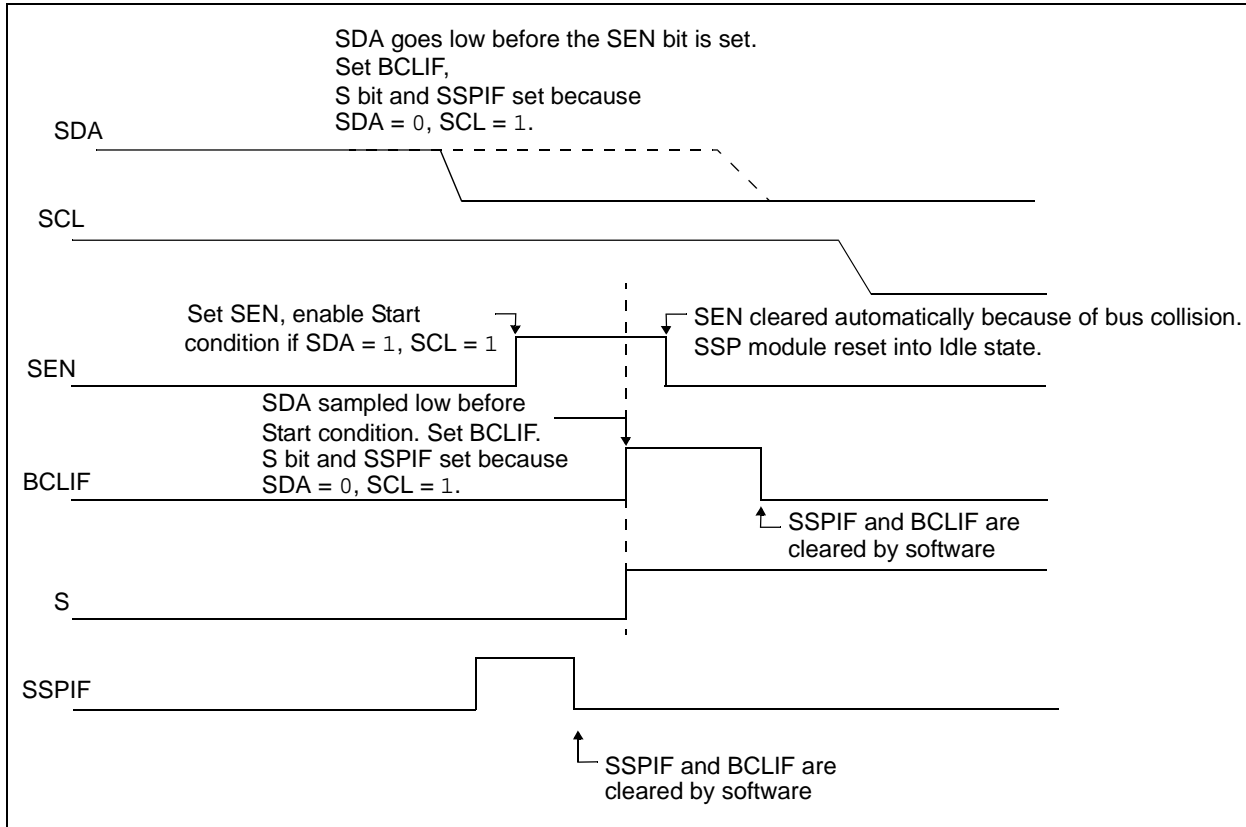 SDA goes low before the SEN bit is set.
Set BCLIF,
S bit and SSPIF set because
SDA = 0, SCL = 1.
SDA
SCL
Set SEN, enable Start
condition if SDA = 1, SCL = 1
SEN cleared automatically because of bus collision.
SSP module reset into Idle state.
SEN
SDA sampled low before
Start condition. Set BCLIF.
S bit and SSPIF set because
SDA = 0, SCL = 1.
BCLIF
SSPIF and BCLIF are
cleared by software
S
SSPIF
SSPIF and BCLIF are
cleared by software